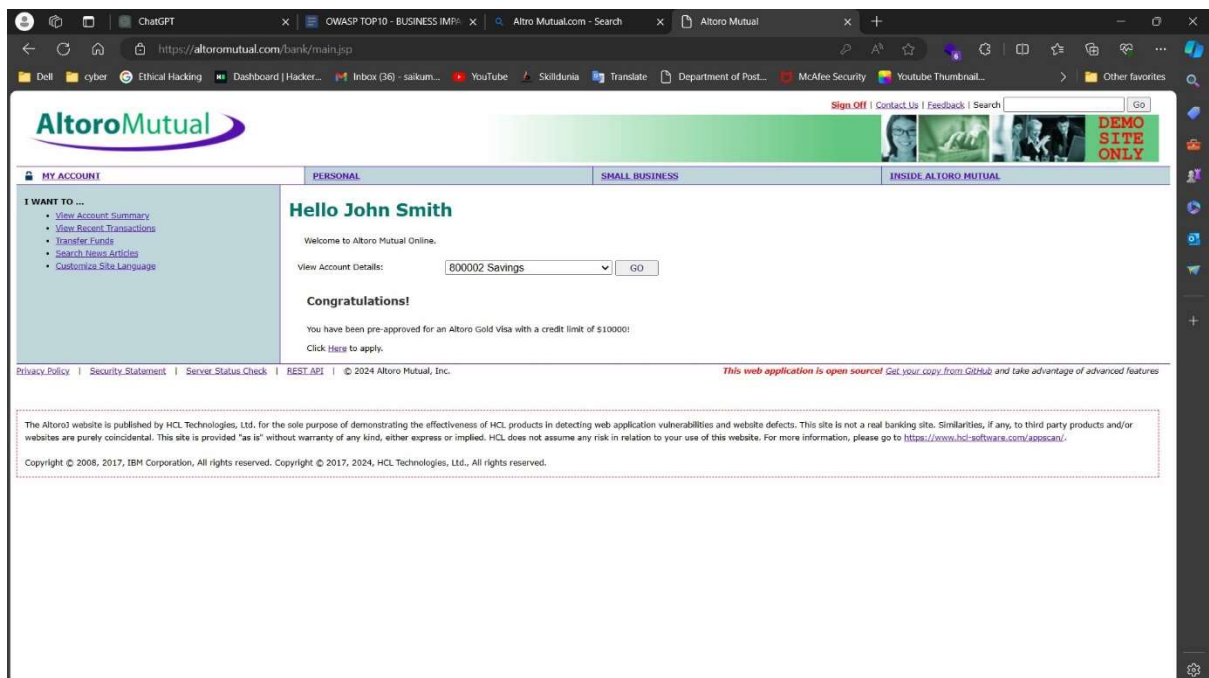 ChatGPT
OWASP TOP10 - BUSINESS IMPA
Altro Mutual.com - Search
Altoro Mutual
https://altoromutual.com/bank/main.jsp
Dell
cyber
Ethical Hacking
Dashboard | Hacker...
Inbox (36) - saikum...
YouTube
Skilldunia
Translate
Department of Post...
McAfee Security
Youtube Thumbnail...
Other favorites
Sign Off | Contact Us | Feedback | Search Go
AltoroMutual
DEMO
SITE
ONLY
MY ACCOUNT
PERSONAL
SMALL BUSINESS
INSIDE ALTORO MUTUAL
I WANT TO ...
View Account Summary
View Recent Transactions
Transfer Funds
Search News Articles
Customize Site Language
Hello John Smith
Welcome to Altoro Mutual Online.
View Account Details: 800002 Savings GO
Congratulations!
You have been pre-approved for an Altoro Gold Visa with a credit limit of $10000!
Click Here to apply.
Privacy Policy | Security Statement | Server Status Check | REST API | © 2024 Altoro Mutual, Inc.
This web application is open source! Get your copy from GitHub and take advantage of advanced features
The AltoroJ website is published by HCL Technologies, Ltd. for the sole purpose of demonstrating the effectiveness of HCL products in detecting web application vulnerabilities and website defects. This site is not a real banking site. Similarities, if any, to third party products and/or
websites are purely coincidental. This site is provided "as is" without warranty of any kind, either express or implied. HCL does not assume any risk in relation to your use of this website. For more information, please go to https://www.hcl-software.com/appscan/.
Copyright © 2008, 2017, IBM Corporation, All rights reserved. Copyright © 2017, 2024, HCL Technologies, Ltd., All rights reserved.